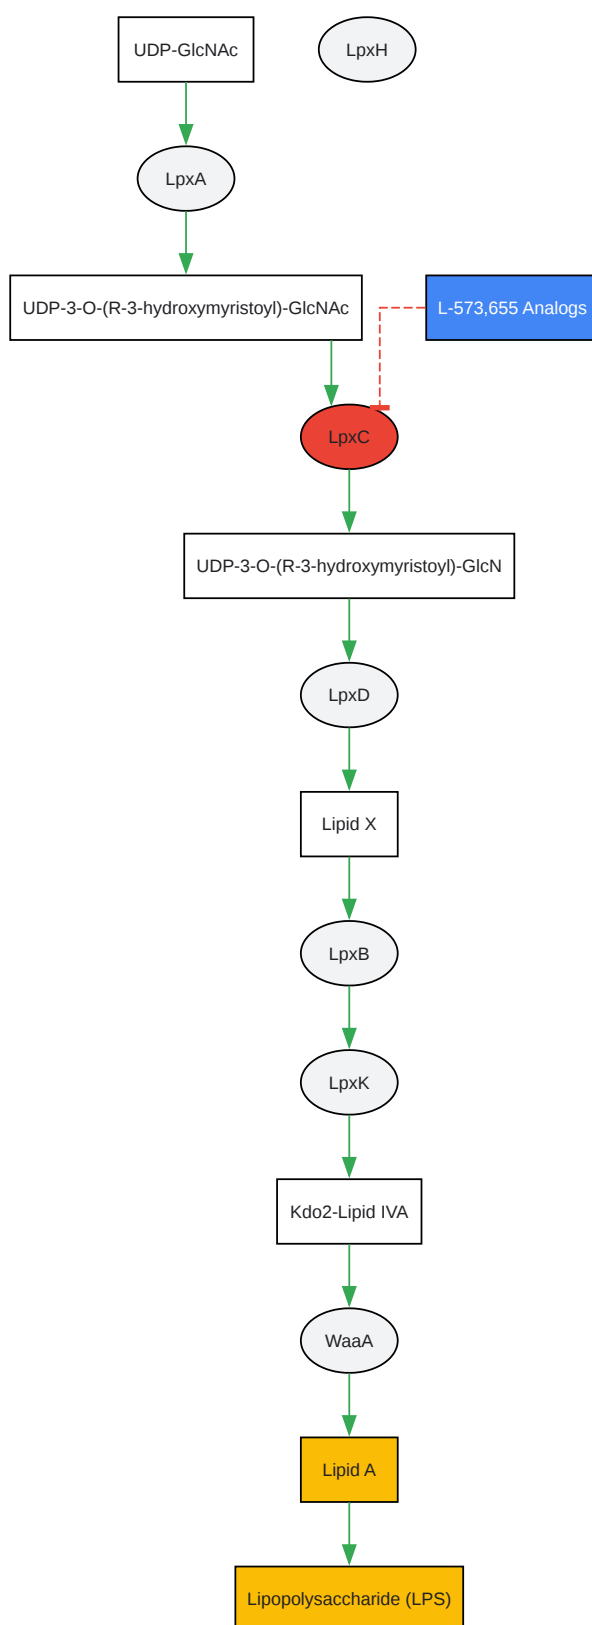 UDP-GlcNAc
LpxH
LpxA
UDP-3-O-(R-3-hydroxymyristoyl)-GlcNAc
L-573,655 Analogs
LpxC
UDP-3-O-(R-3-hydroxymyristoyl)-GlcN
LpxD
Lipid X
LpxB
LpxK
Kdo2-Lipid IVA
WaaA
Lipid A
Lipopolysaccharide (LPS)